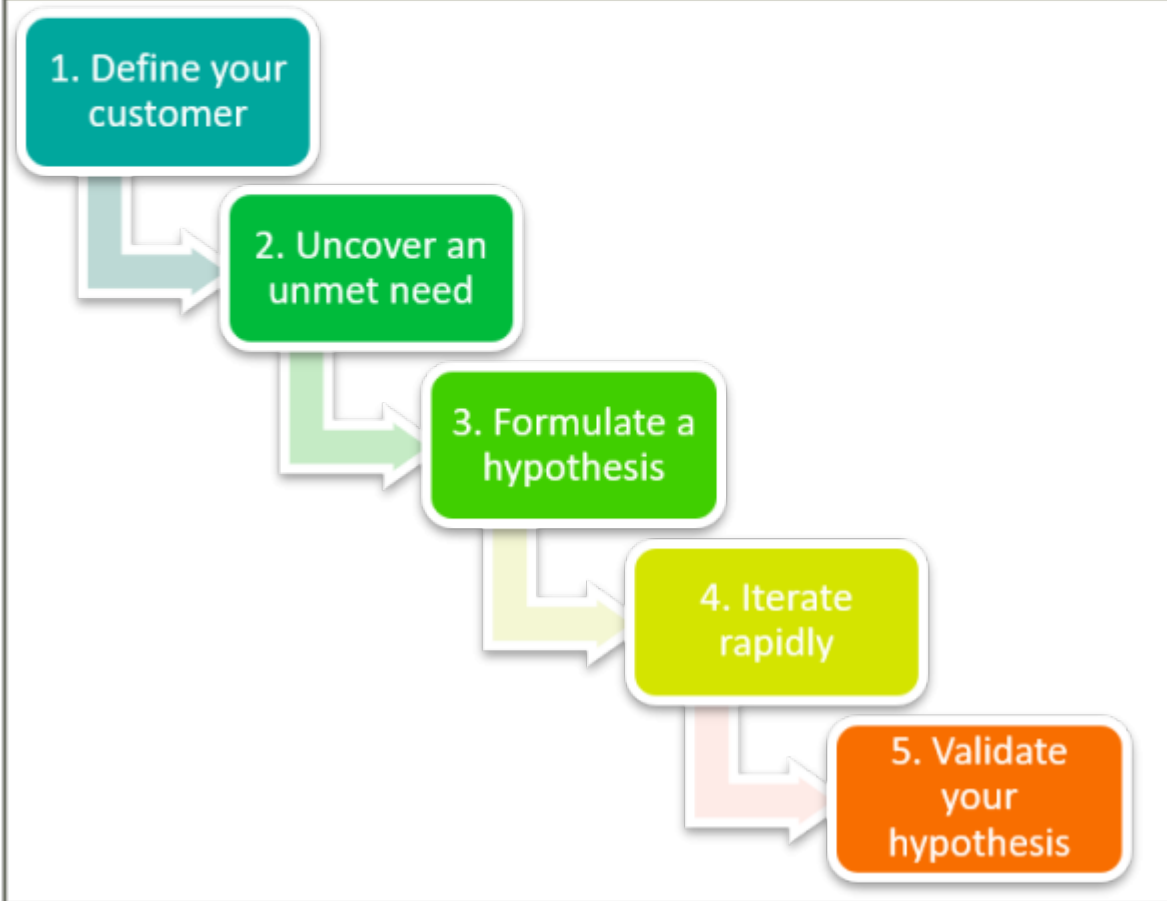 1. Define your
customer
2. Uncover an
unmet need
3. Formulate a
hypothesis
4. Iterate
rapidly
5. Validate
your
hypothesis